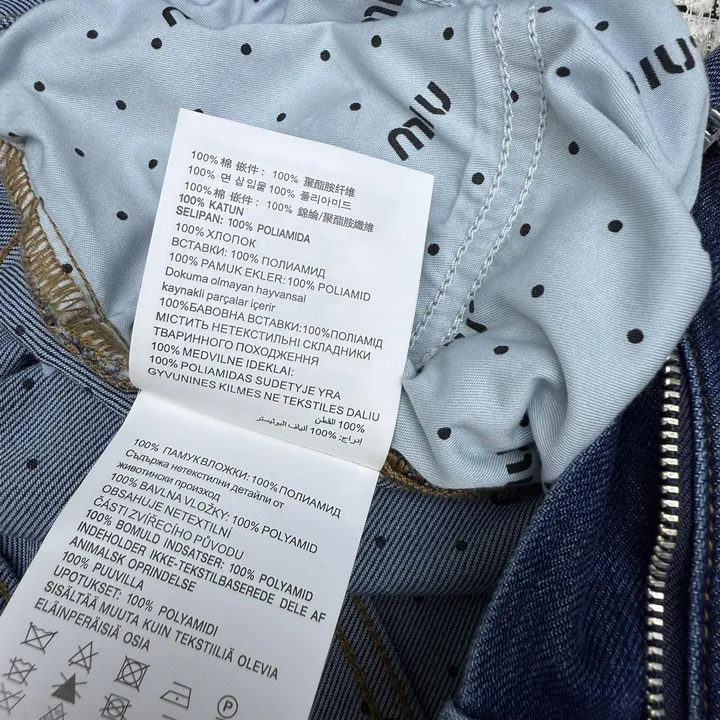 miu
miu
100% 棉 嵌件: 100% 聚酯胺纤维
100% 면 삽입물 100% 폴리아미드
100% 棉 嵌件: 100% 錦綸/聚酯胺纖維
100% KATUN
SELIPAN: 100% POLIAMIDA
100% ХЛОПОК
ВСТАВКИ: 100% ПОЛИАМИД
100% PAMUK EKLER: 100% POLIAMID
Dokuma olmayan hayvansal
kaynakli parçalar içerir
100%БАВОВНА ВСТАВКИ:100%ПОЛІАМІД
МІСТИТЬ НЕТЕКСТИЛЬНІ СКЛАДНИКИ
ТВАРИННОГО ПОХОДЖЕННЯ
100% MEDVILNE IDEKLAI:
100% POLIAMIDAS SUDETYJE YRA
GYVUNINES KILMES NE TEKSTILES DALIU
100% القطن
إدراج: 100% ألياف البوليستر
100% ПАМУКВЛОЖКИ: 100%ПОЛИАМИД
Съдържа нетекстилни детайли от
животински произход
100% BAVLNA VLOŽKY: 100% POLYAMID
OBSAHUJE NETEXTILNÍ
ČÁSTI ZVÍŘECÍHO PŮVODU
100% BOMULD INDSATSER: 100% POLYAMID
INDEHOLDER IKKE-TEKSTILBASEREDE DELE AF
ANIMALSK OPRINDELSE
100% PUUVILLA
UPOTUKSET: 100% POLYAMIDI
SISÄLTÄÄ MUUTA KUIN TEKSTIILIÄ OLEVIA
ELÄINPERÄISIÄ OSIA
P